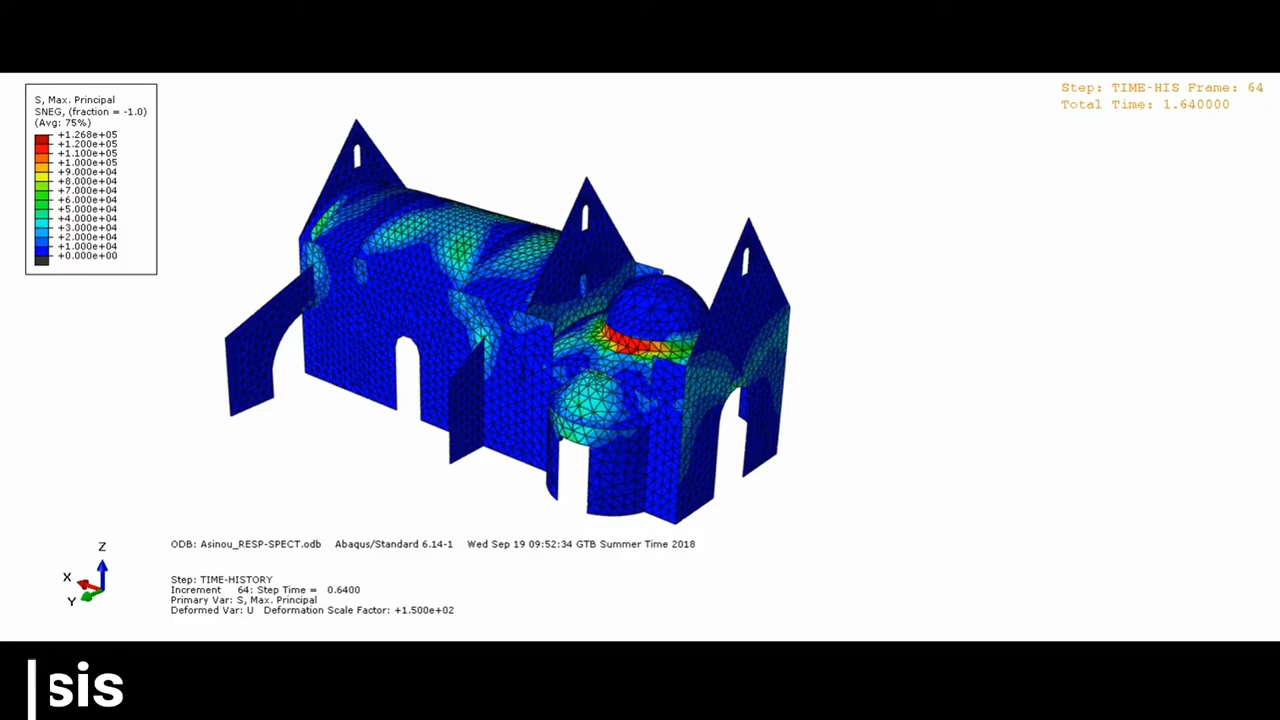 S, Max. Principal
SNEG, (fraction = -1.0)
(Avg: 75%)
+1.268e+05
+1.200e+05
+1.100e+05
+1.000e+05
+9.000e+04
+8.000e+04
+7.000e+04
+6.000e+04
+5.000e+04
+4.000e+04
+3.000e+04
+2.000e+04
+1.000e+04
+0.000e+00
Step: TIME-HIS Frame: 64
Total Time: 1.640000
ODB: Asinou_RESP-SPECT.odb Abaqus/Standard 6.14-1 Wed Sep 19 09:52:34 GTB Summer Time 2018
Z
X
Y
Step: TIME-HISTORY
Increment 64: Step Time = 0.6400
Primary Var: S, Max. Principal
Deformed Var: U Deformation Scale Factor: +1.500e+02
sis